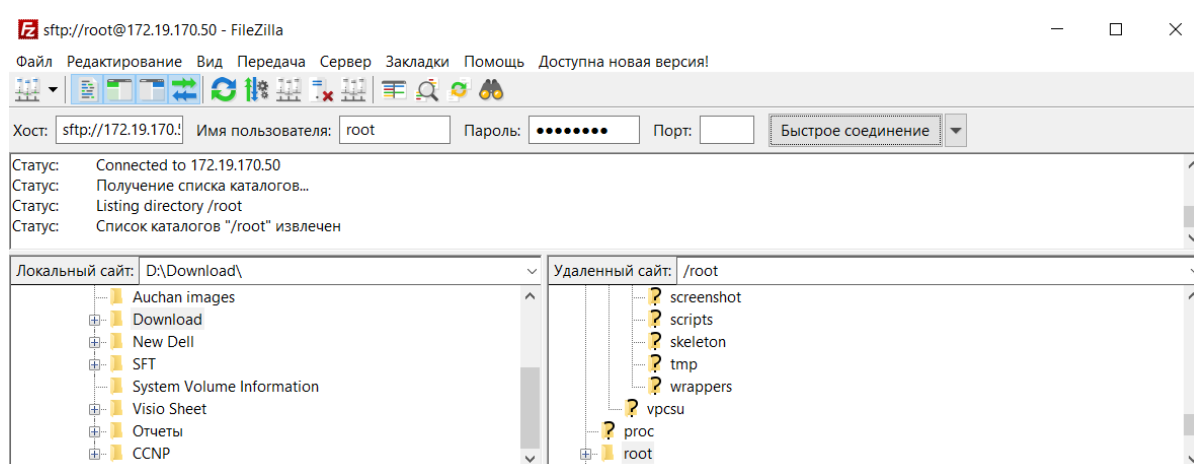 sftp://root@172.19.170.50 - FileZilla
Файл Редактирование Вид Передача Сервер Закладки Помощь Доступна новая версия!
Хост: sftp://172.19.170.! Имя пользователя: root Пароль: •••••••• Порт: Быстрое соединение
Статус: Connected to 172.19.170.50
Статус: Получение списка каталогов...
Статус: Listing directory /root
Статус: Список каталогов "/root" извлечен
Локальный сайт: D:\Download\
Auchan images
Download
New Dell
SFT
System Volume Information
Visio Sheet
Отчеты
CCNP
Удаленный сайт: /root
screenshot
scripts
skeleton
tmp
wrappers
vpcsu
proc
root